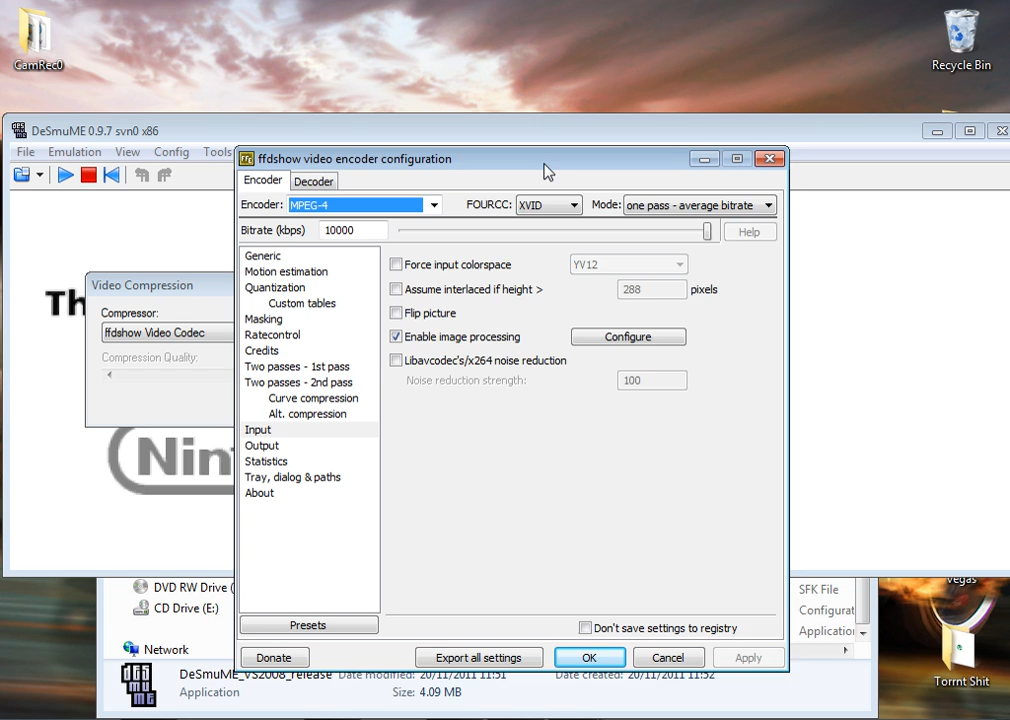 CamRec0
Recycle Bin
DeSmuME 0.9.7 svn0 x86
File Emulation View Config Tools
ffdshow video encoder configuration
Encoder Decoder
Encoder: MPEG-4 FOURCC: XVID Mode: one pass - average bitrate
Bitrate (kbps) 10000 Help
Generic
Motion estimation
Quantization
Custom tables
Masking
Ratecontrol
Credits
Two passes - 1st pass
Two passes - 2nd pass
Curve compression
Alt. compression
Input
Output
Statistics
Tray, dialog & paths
About
Force input colorspace YV12
Assume interlaced if height > 288 pixels
Flip picture
Enable image processing Configure
Libavcodec's/x264 noise reduction
Noise reduction strength: 100
Presets
Don't save settings to registry
Donate Export all settings OK Cancel Apply
Video Compression
Compressor:
ffdshow Video Codec
Compression Quality:
Th
Nin
DVD RW Drive (
CD Drive (E:)
Network
DeSmuME_VS2008_release Date modified: 20/11/2011 11:51 Date created: 20/11/2011 11:52
Application Size: 4.09 MB
SFK File
Configurat
Application
Vegas
Torrnt Shit